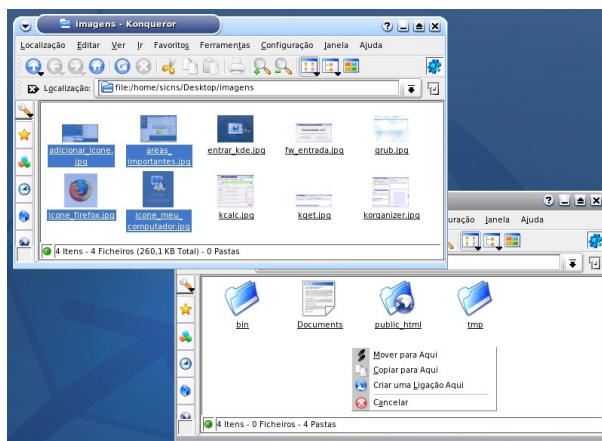 Imagens - Konqueror
Localização Editar Ver Ir Favoritos Ferramentas Configuração Janela Ajuda
Localização: file:/home/sicns/Desktop/imagens
adicionar_icone.jpg
areas_importantes.jpg
entrar_kde.jpg
fw_entrada.jpg
grub.jpg
icone_firefox.jpg
icone_meu_computador.jpg
kcalc.jpg
kget.jpg
korganizer.jpg
4 Itens - 4 Ficheiros (260,1 KB Total) - 0 Pastas
uração Janela Ajuda
bin Documents public_html tmp
Mover para Aqui
Copiar para Aqui
Criar uma Ligação Aqui
Cancelar
4 Itens - 0 Ficheiros - 4 Pastas